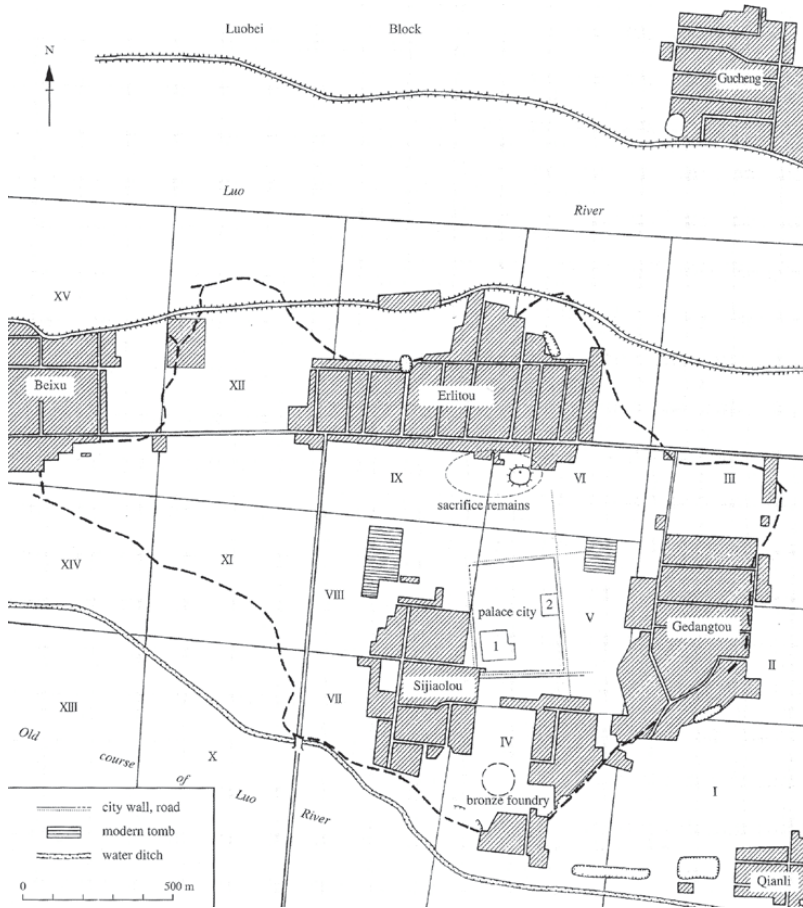 Luobei Block
N
Gucheng
Luo River
XV
Beixu
XII
Erlitou
IX
VI
III
sacrifice remains
XIV
XI
VIII
palace city
2
V
1
Gedangtou
II
XIII
VII
Sijiaolou
Old course of Luo River
X
IV
bronze foundry
I
city wall, road
modern tomb
water ditch
0 500 m
Qianli